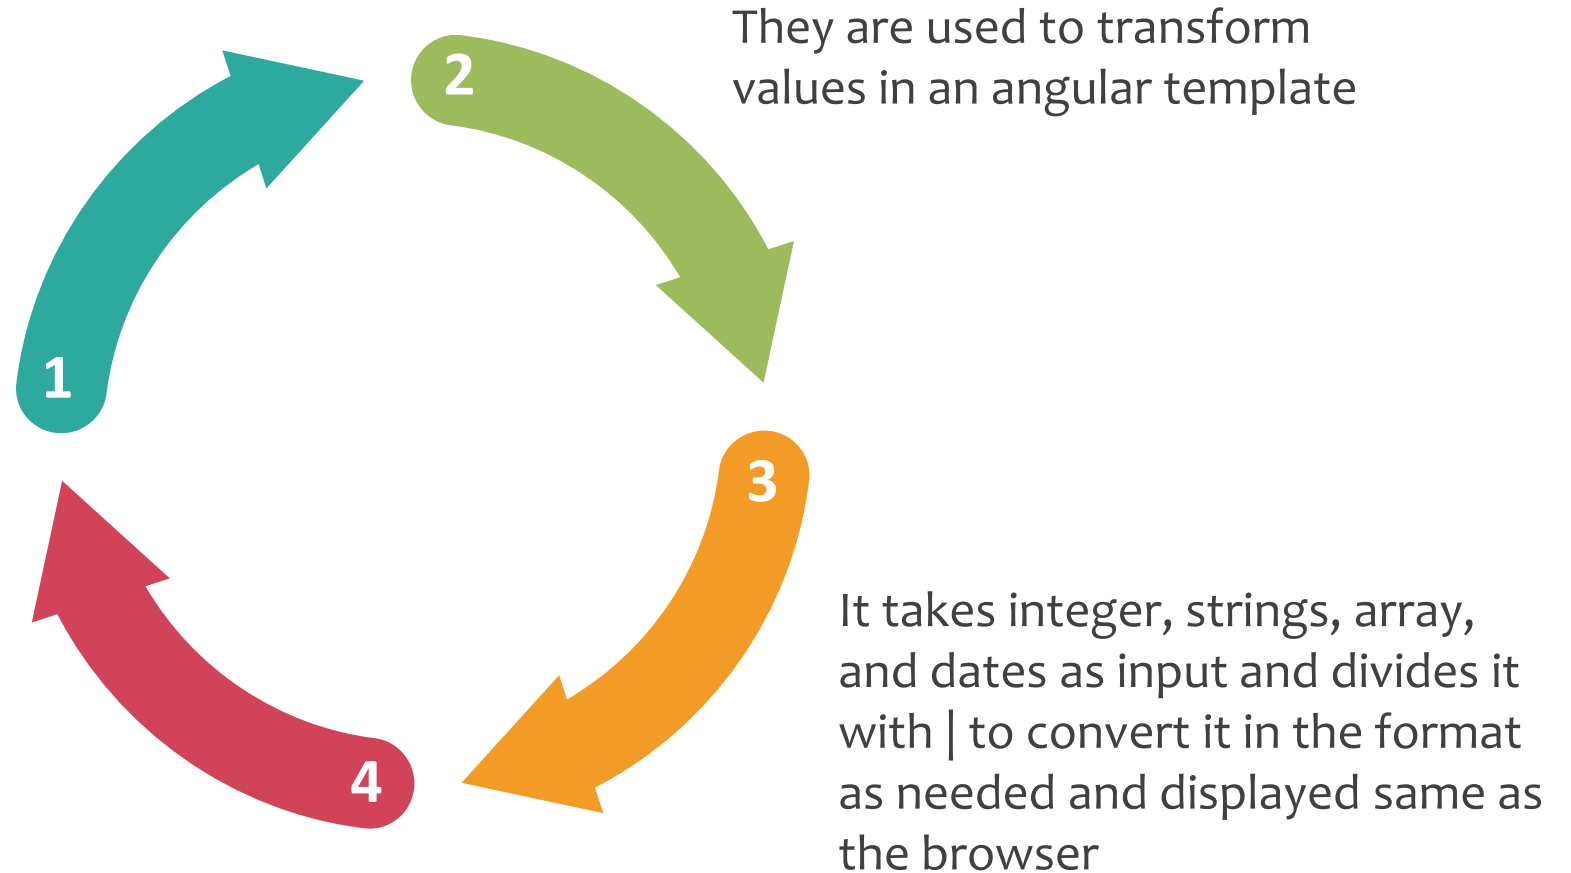 They are used to transform
values in an angular template
2
1
3
It takes integer, strings, array,
and dates as input and divides it
with | to convert it in the format
as needed and displayed same as
the browser
4